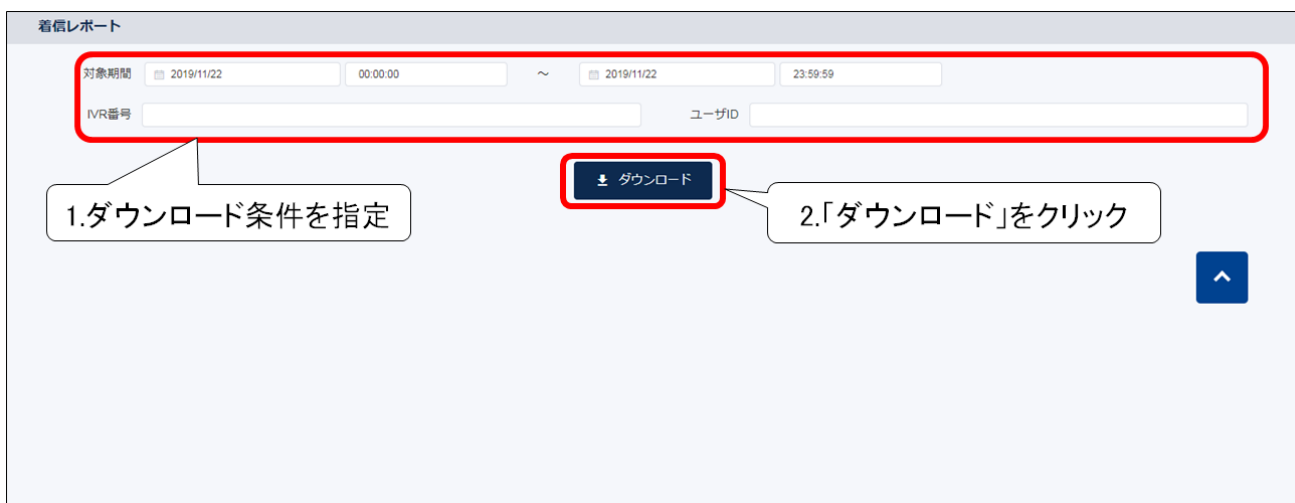 着信レポート
対象期間 2019/11/22 00:00:00 ～ 2019/11/22 23:59:59
IVR番号 ユーザID
ダウンロード
1.ダウンロード条件を指定
2.「ダウンロード」をクリック